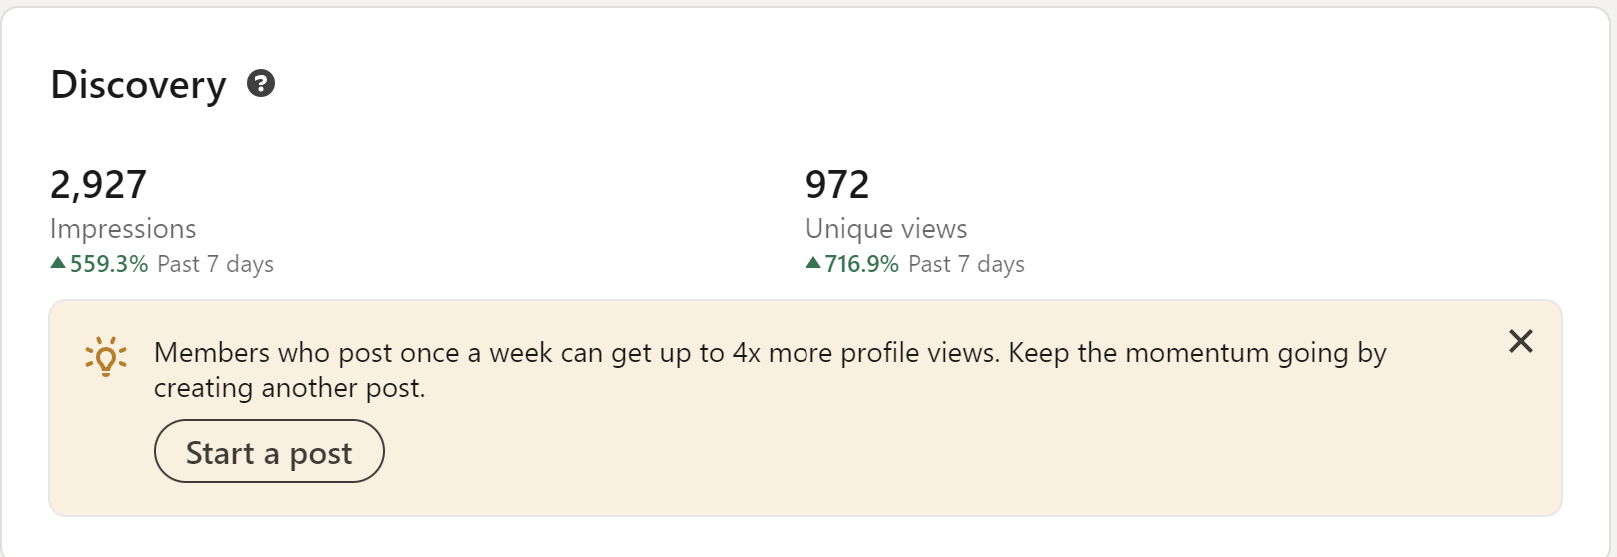 Discovery ?
2,927
Impressions
▲559.3% Past 7 days
972
Unique views
▲716.9% Past 7 days
Members who post once a week can get up to 4x more profile views. Keep the momentum going by
creating another post.
Start a post